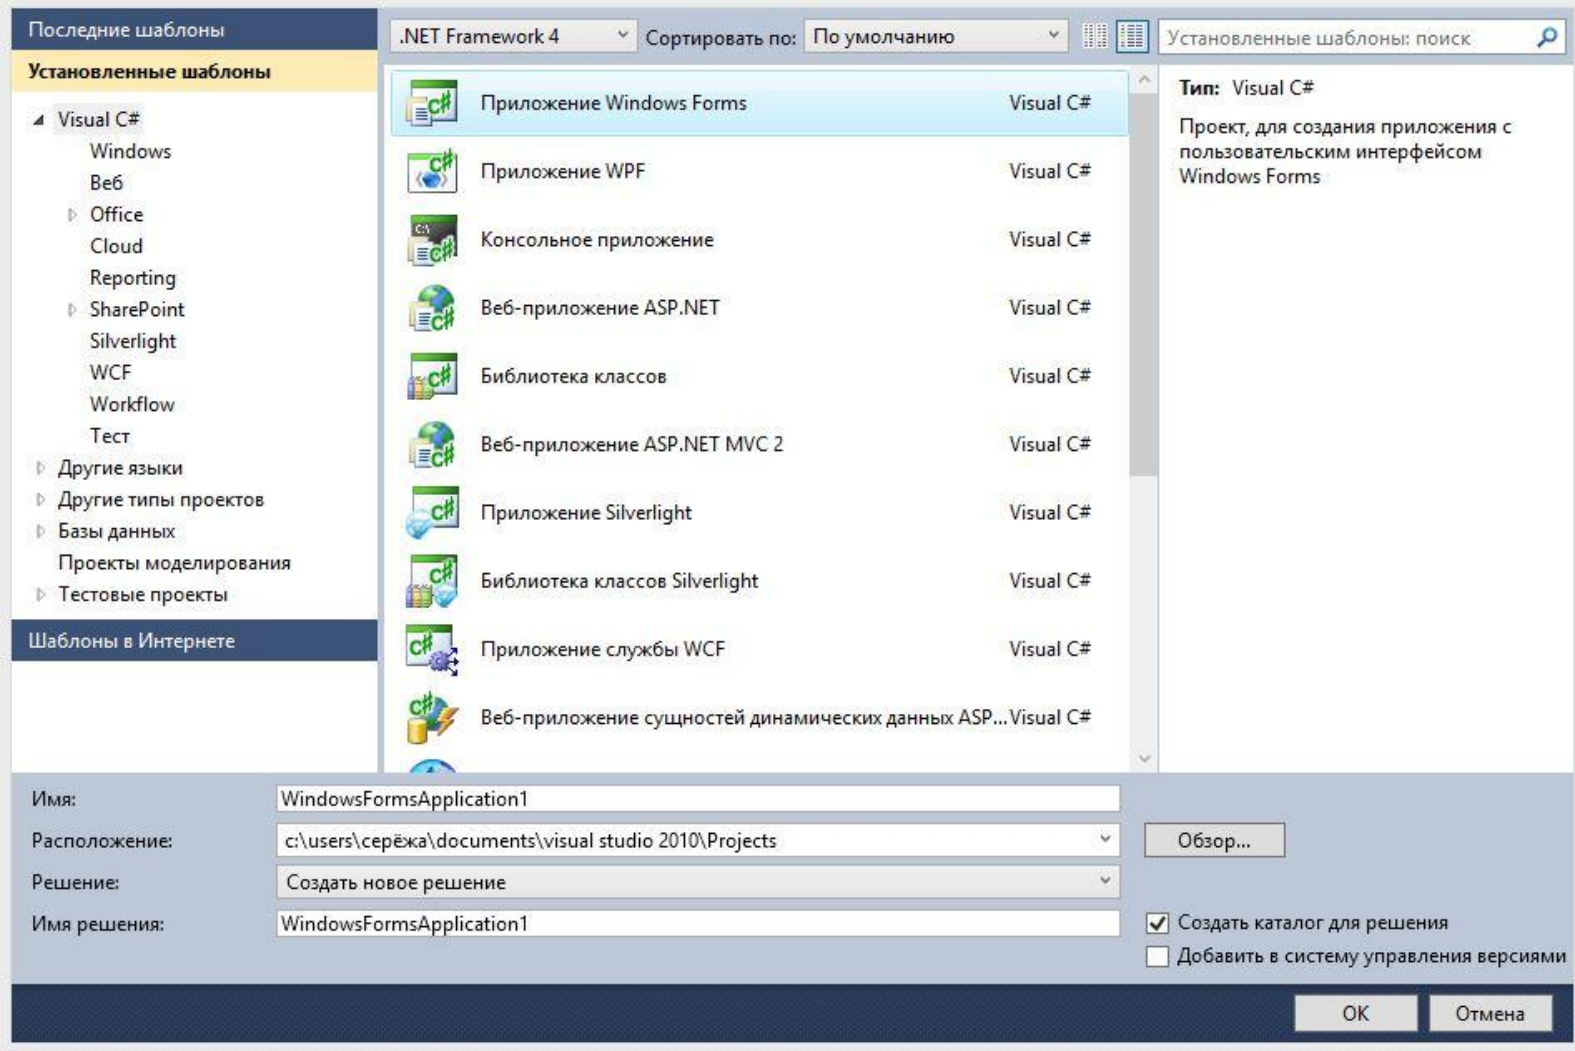 Последние шаблоны
Установленные шаблоны
Visual C#
Windows
Веб
Office
Cloud
Reporting
SharePoint
Silverlight
WCF
Workflow
Тест
Другие языки
Другие типы проектов
Базы данных
Проекты моделирования
Тестовые проекты
Шаблоны в Интернете
.NET Framework 4 Сортировать по: По умолчанию
Установленные шаблоны: поиск
Приложение Windows Forms Visual C#
Приложение WPF Visual C#
Консольное приложение Visual C#
Веб-приложение ASP.NET Visual C#
Библиотека классов Visual C#
Веб-приложение ASP.NET MVC 2 Visual C#
Приложение Silverlight Visual C#
Библиотека классов Silverlight Visual C#
Приложение службы WCF Visual C#
Веб-приложение сущностей динамических данных ASP... Visual C#
Тип: Visual C#
Проект, для создания приложения с
пользовательским интерфейсом
Windows Forms
Имя: WindowsFormsApplication1
Расположение: c:\users\серёжа\documents\visual studio 2010\Projects Обзор...
Решение: Создать новое решение
Имя решения: WindowsFormsApplication1
Создать каталог для решения
Добавить в систему управления версиями
OK Отмена